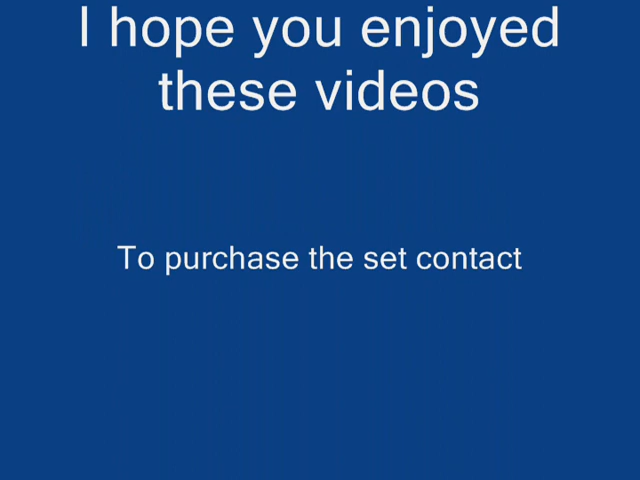 I hope you enjoyed
these videos
To purchase the set contact